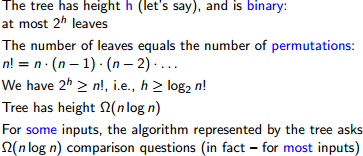 The tree has height h (let's say), and is binary:
at most 2^h leaves
The number of leaves equals the number of permutations:
n! = n · (n − 1) · (n − 2) · . . .
We have 2^h ≥ n!, i.e., h ≥ log₂ n!
Tree has height Ω(n log n)
For some inputs, the algorithm represented by the tree asks
Ω(n log n) comparison questions (in fact – for most inputs)